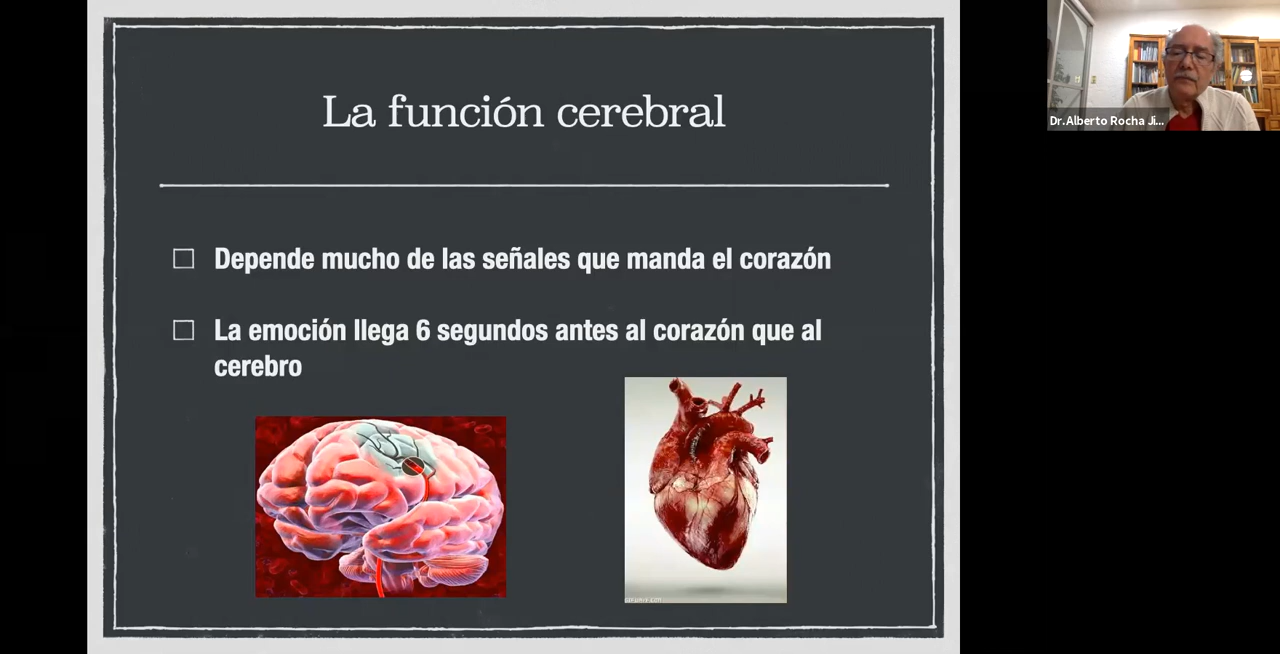 La función cerebral
Depende mucho de las señales que manda el corazón
La emoción llega 6 segundos antes al corazón que al
cerebro
Dr.Alberto Rocha Ji...